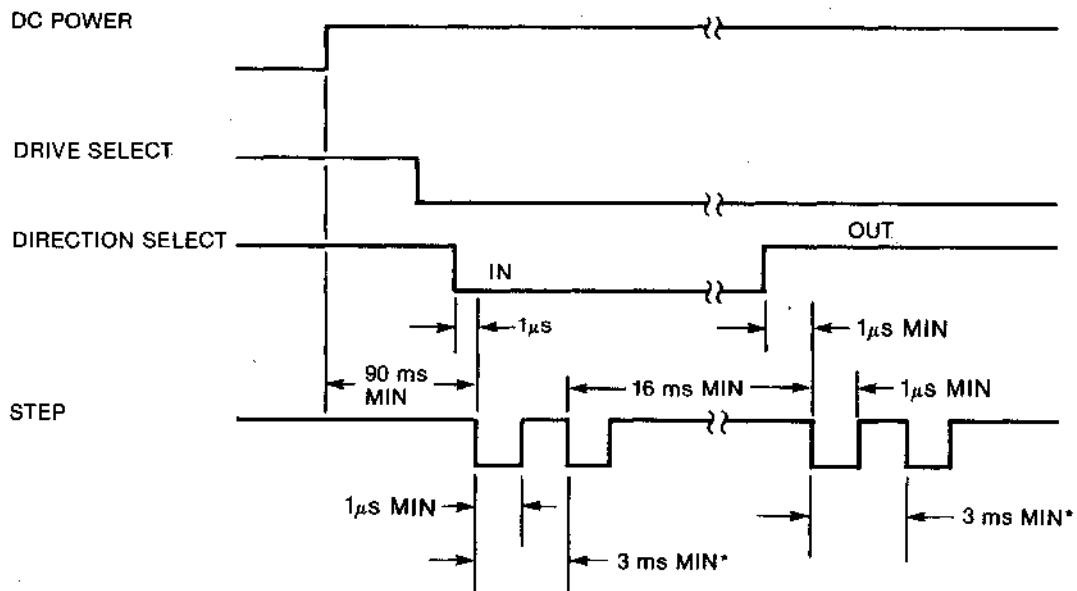 DC POWER
DRIVE SELECT
DIRECTION SELECT
OUT
IN
1μs
1μs MIN
90 ms
MIN
16 ms MIN
1μs MIN
STEP
1μs MIN
3 ms MIN*
3 ms MIN*